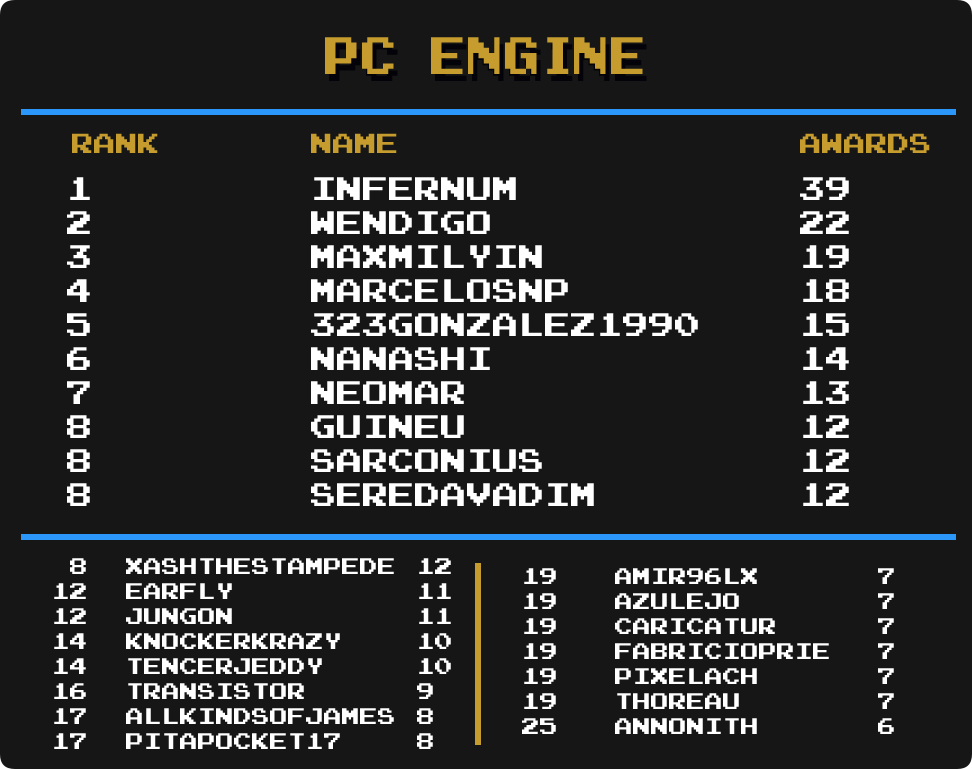 PC ENGINE
RANK NAME AWARDS
1 INFERNUM 39
2 WENDIGO 22
3 MAXMILYIN 19
4 MARCELOSNP 18
5 323GONZALEZ1990 15
6 NANASHI 14
7 NEOMAR 13
8 GUINEU 12
8 SARCONIUS 12
8 SEREDAVADIM 12
8 XASHTHESTAMPEDE 12
12 EARFLY 11
12 JUNGON 11
14 KNOCKERKRAZY 10
14 TENCERJEDDY 10
16 TRANSISTOR 9
17 ALLKINDSOFJAMES 8
17 PITAPOCKET17 8
19 AMIR96LX 7
19 AZULEJO 7
19 CARICATUR 7
19 FABRICIOPRIE 7
19 PIXELACH 7
19 THOREAU 7
25 ANNONITH 6